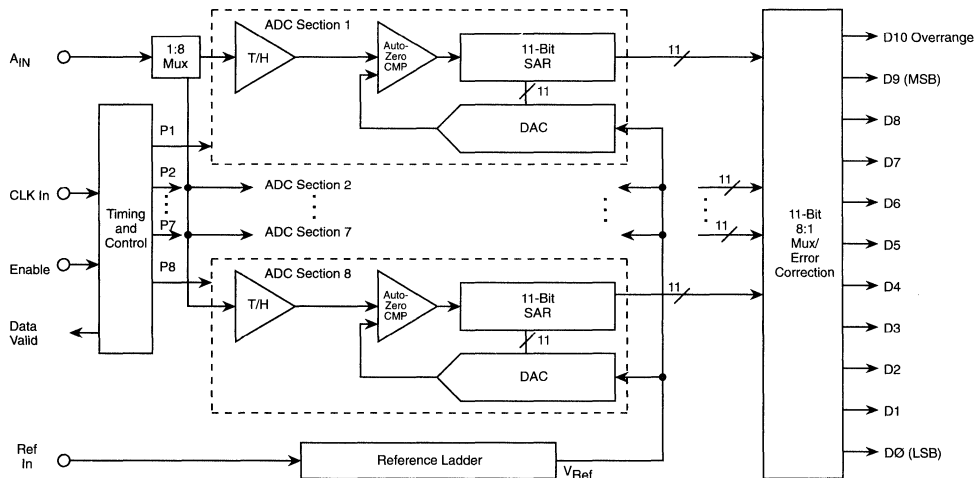 ADC Section 1
A_IN
1:8
Mux
T/H
Auto-
Zero
CMP
11-Bit
SAR
11
11
DAC
P1
CLK In
P2
ADC Section 2
11
Timing
and
Control
P7
ADC Section 7
11
Enable
P8
ADC Section 8
T/H
Auto-
Zero
CMP
11-Bit
SAR
11
11
DAC
Data
Valid
Ref
In
Reference Ladder
V_Ref
11-Bit
8:1
Mux/
Error
Correction
D10 Overrange
D9 (MSB)
D8
D7
D6
D5
D4
D3
D2
D1
DØ (LSB)